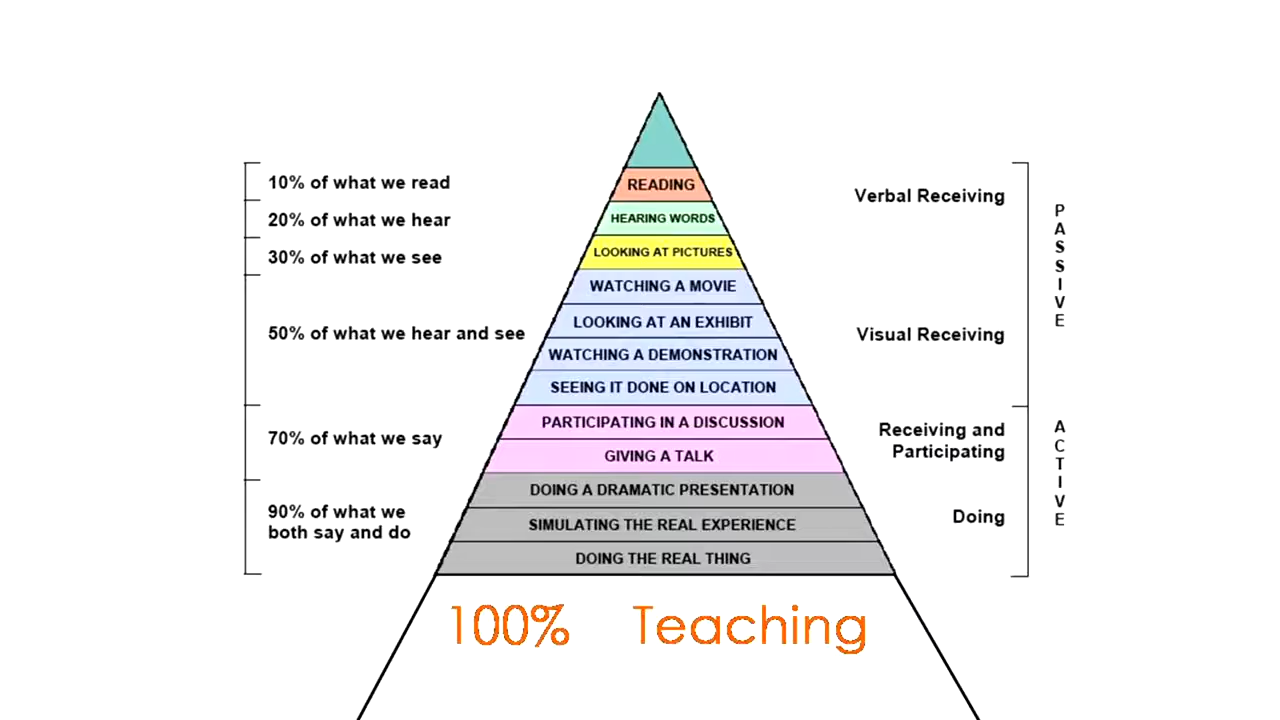 10% of what we read
20% of what we hear
30% of what we see
50% of what we hear and see
70% of what we say
90% of what we
both say and do
READING
HEARING WORDS
LOOKING AT PICTURES
WATCHING A MOVIE
LOOKING AT AN EXHIBIT
WATCHING A DEMONSTRATION
SEEING IT DONE ON LOCATION
PARTICIPATING IN A DISCUSSION
GIVING A TALK
DOING A DRAMATIC PRESENTATION
SIMULATING THE REAL EXPERIENCE
DOING THE REAL THING
Verbal Receiving
Visual Receiving
Receiving and
Participating
Doing
PASSIVE
ACTIVE
100% Teaching